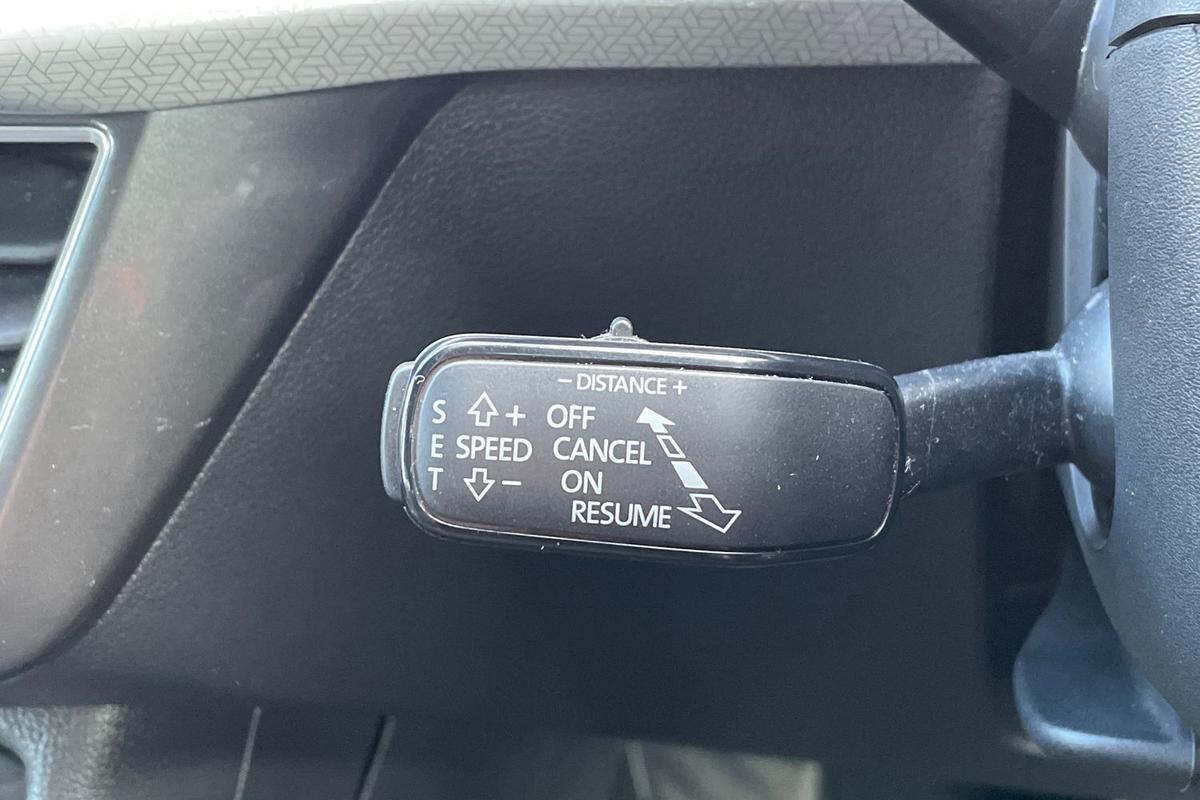 − DISTANCE +
S + OFF
E SPEED CANCEL
T − ON
RESUME